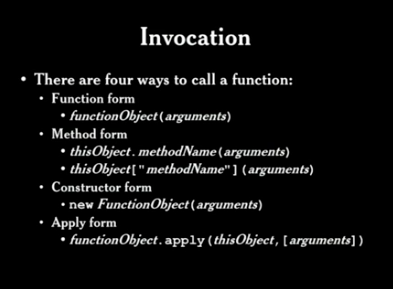 Invocation
• There are four ways to call a function:
• Function form
• functionObject(arguments)
• Method form
• thisObject.methodName(arguments)
• thisObject["methodName"](arguments)
• Constructor form
• new FunctionObject(arguments)
• Apply form
• functionObject.apply(thisObject,[arguments])